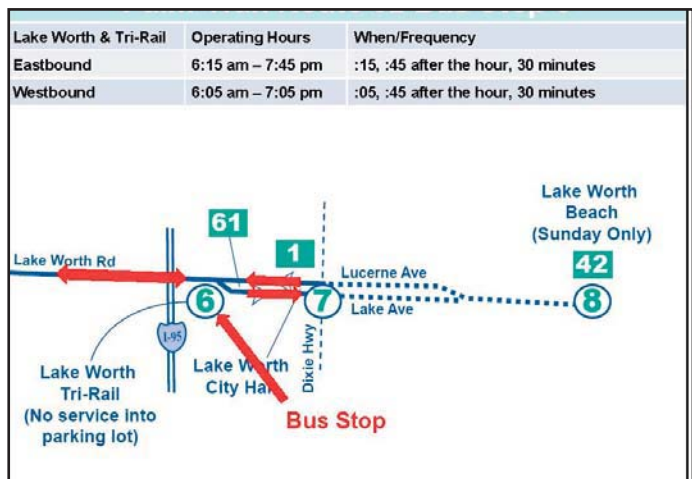 Lake Worth & Tri-Rail Operating Hours When/Frequency
Eastbound 6:15 am – 7:45 pm :15, :45 after the hour, 30 minutes
Westbound 6:05 am – 7:05 pm :05, :45 after the hour, 30 minutes
Lake Worth
Beach
(Sunday Only)
61
1
42
Lake Worth Rd
Lucerne Ave
6
7
8
Lake Ave
I-95
Dixie Hwy
Lake Worth
City Hall
Lake Worth
Tri-Rail
(No service into
parking lot)
Bus Stop